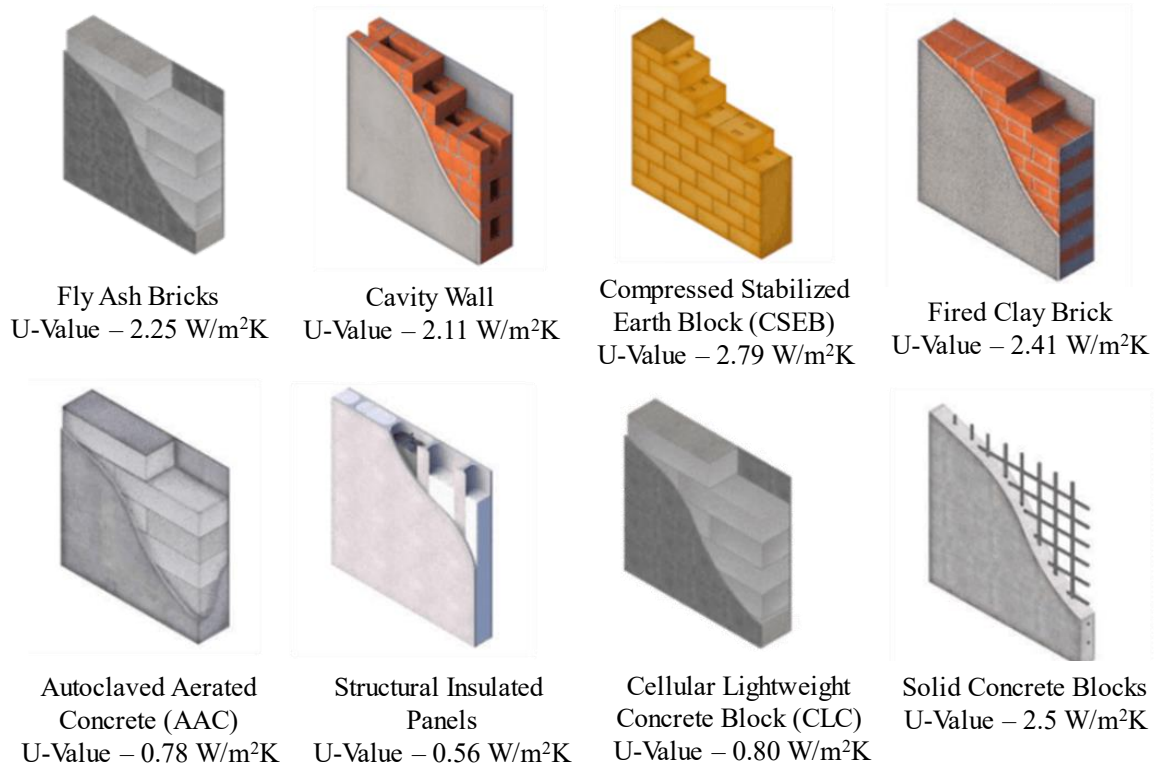 Fly Ash Bricks
U-Value – 2.25 W/m²K
Cavity Wall
U-Value – 2.11 W/m²K
Compressed Stabilized
Earth Block (CSEB)
U-Value – 2.79 W/m²K
Fired Clay Brick
U-Value – 2.41 W/m²K
Autoclaved Aerated
Concrete (AAC)
U-Value – 0.78 W/m²K
Structural Insulated
Panels
U-Value – 0.56 W/m²K
Cellular Lightweight
Concrete Block (CLC)
U-Value – 0.80 W/m²K
Solid Concrete Blocks
U-Value – 2.5 W/m²K